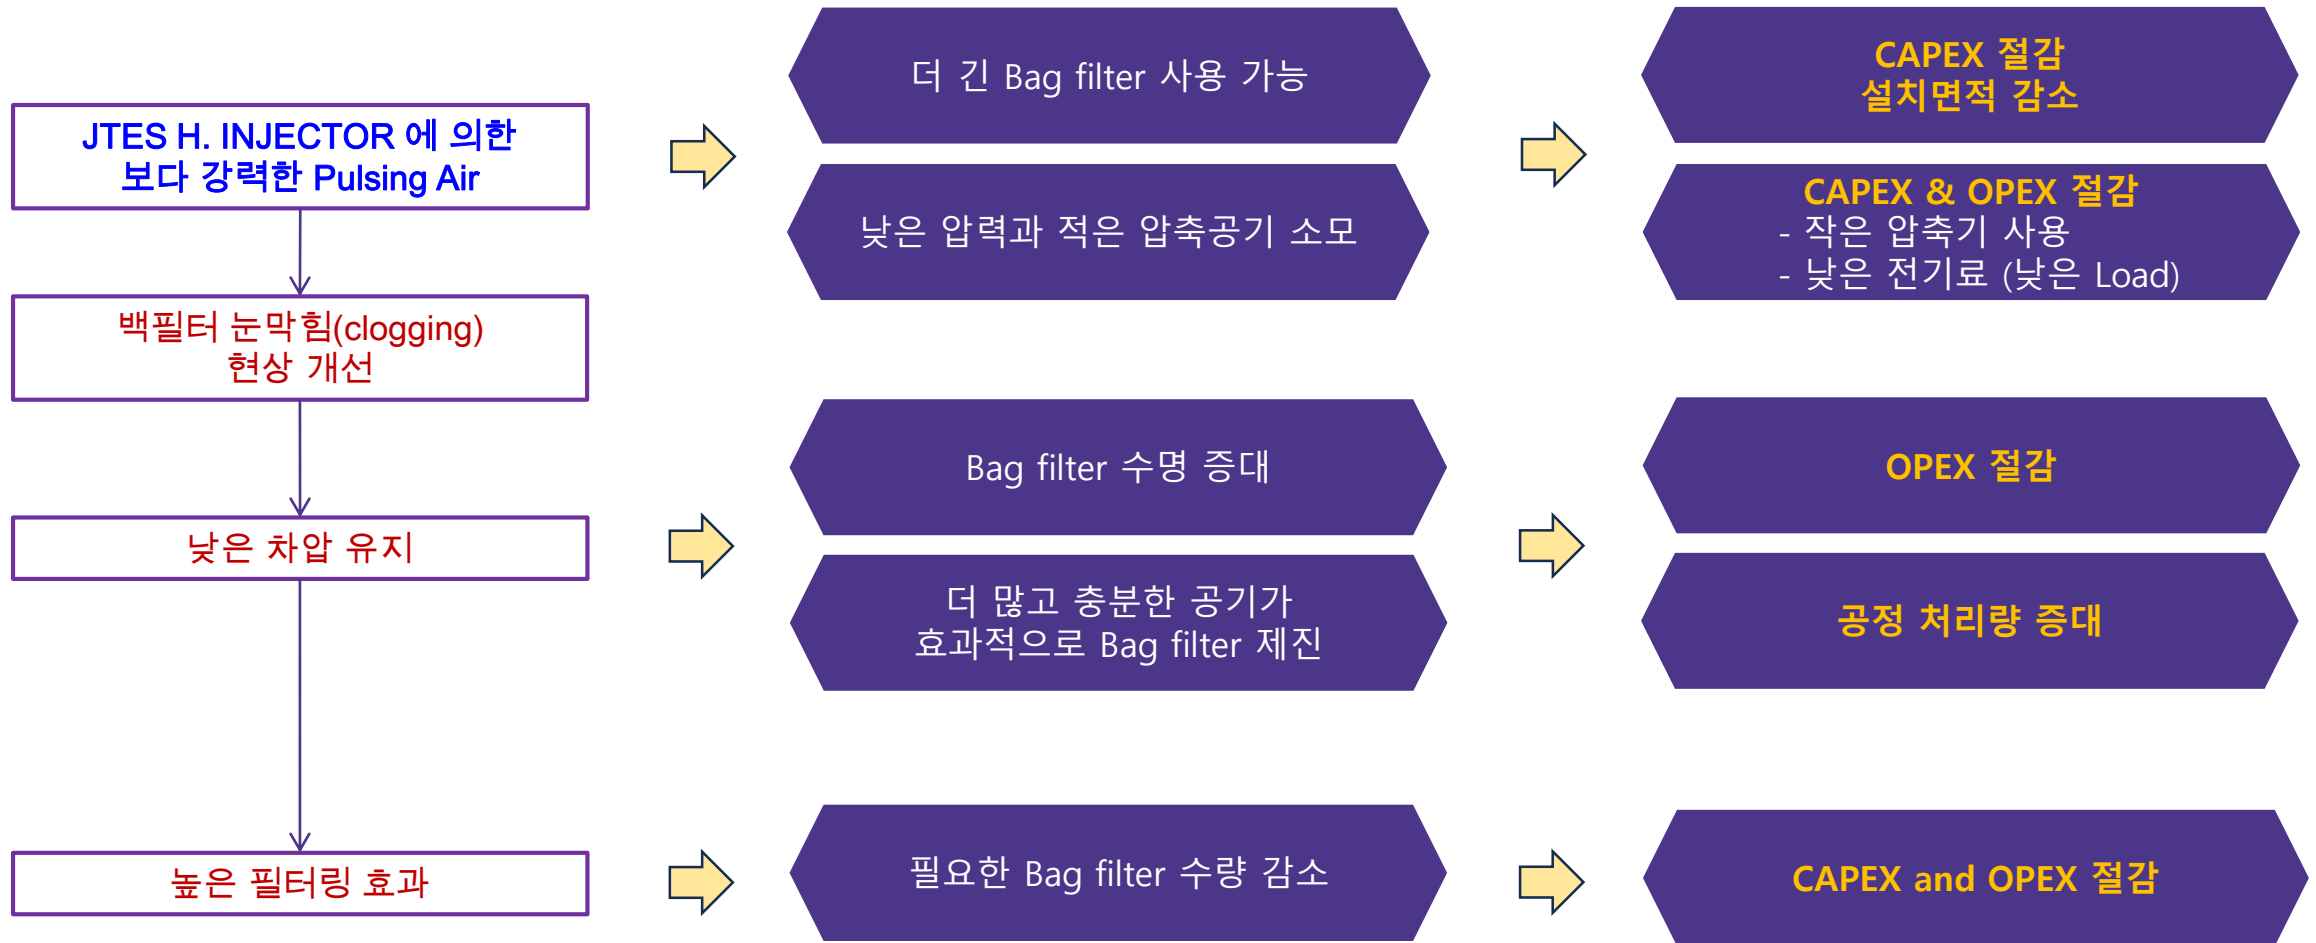 JTES H. INJECTOR 에 의한
보다 강력한 Pulsing Air
더 긴 Bag filter 사용 가능
낮은 압력과 적은 압축공기 소모
CAPEX 절감
설치면적 감소
CAPEX & OPEX 절감
- 작은 압축기 사용
- 낮은 전기료 (낮은 Load)
백필터 눈막힘(clogging)
현상 개선
낮은 차압 유지
Bag filter 수명 증대
더 많고 충분한 공기가
효과적으로 Bag filter 제진
OPEX 절감
공정 처리량 증대
높은 필터링 효과
필요한 Bag filter 수량 감소
CAPEX and OPEX 절감